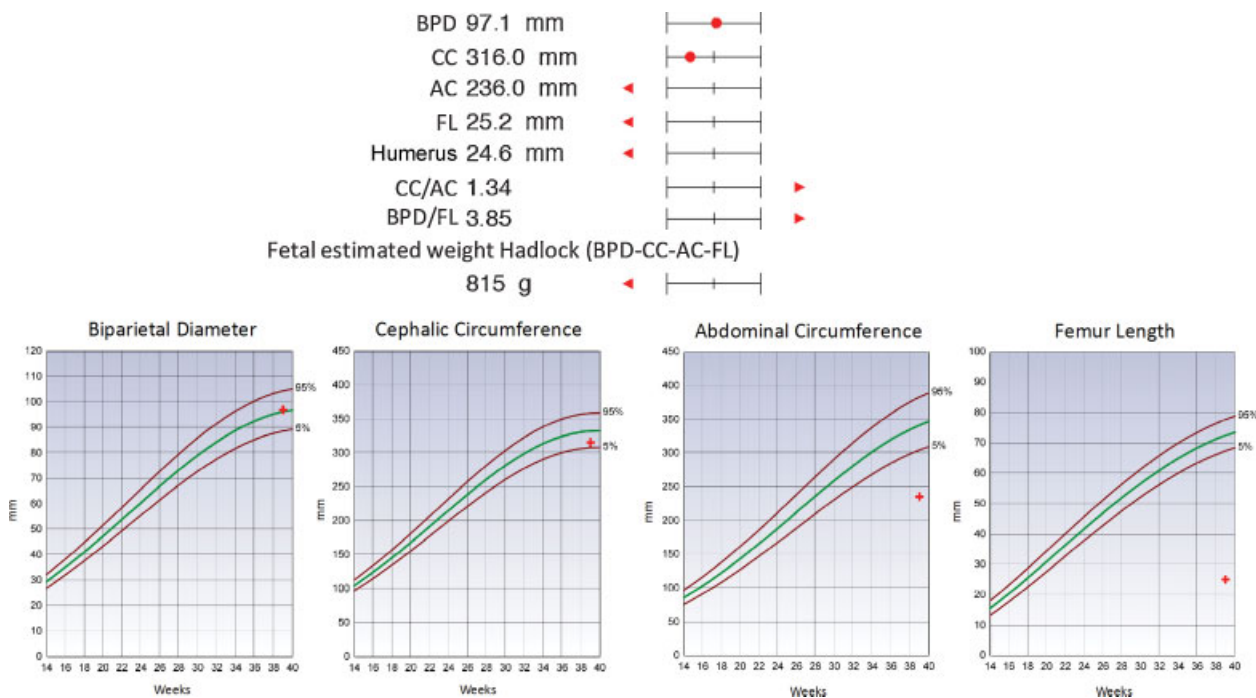 BPD 97.1 mm
CC 316.0 mm
AC 236.0 mm
FL 25.2 mm
Humerus 24.6 mm
CC/AC 1.34
BPD/FL 3.85
Fetal estimated weight Hadlock (BPD-CC-AC-FL)
815 g
Biparietal Diameter
120
110
100
90
80
70
60
50
40
30
20
10
0
mm
95%
5%
14 16 18 20 22 24 26 28 30 32 34 36 38 40
Weeks
Cephalic Circumference
450
400
350
300
250
200
150
100
50
0
mm
95%
5%
14 16 18 20 22 24 26 28 30 32 34 36 38 40
Weeks
Abdominal Circumference
450
400
350
300
250
200
150
100
50
0
mm
95%
5%
14 16 18 20 22 24 26 28 30 32 34 36 38 40
Weeks
Femur Length
100
90
80
70
60
50
40
30
20
10
0
mm
95%
5%
14 16 18 20 22 24 26 28 30 32 34 36 38 40
Weeks